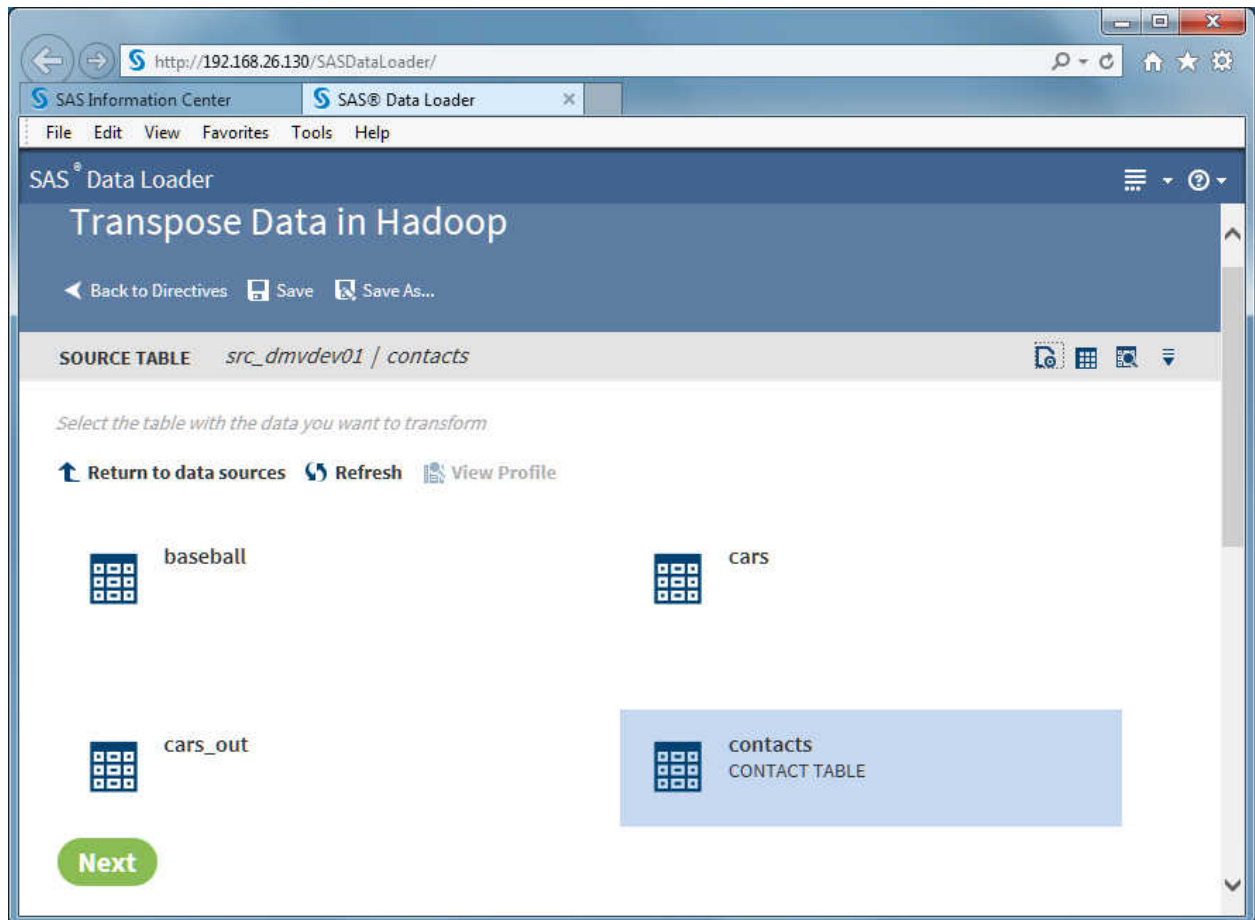 http://192.168.26.130/SASDataLoader/
SAS Information Center SAS® Data Loader
File Edit View Favorites Tools Help
SAS® Data Loader
Transpose Data in Hadoop
Back to Directives Save Save As...
SOURCE TABLE src_dmvdev01 | contacts
Select the table with the data you want to transform
Return to data sources Refresh View Profile
baseball cars
cars_out contacts
CONTACT TABLE
Next